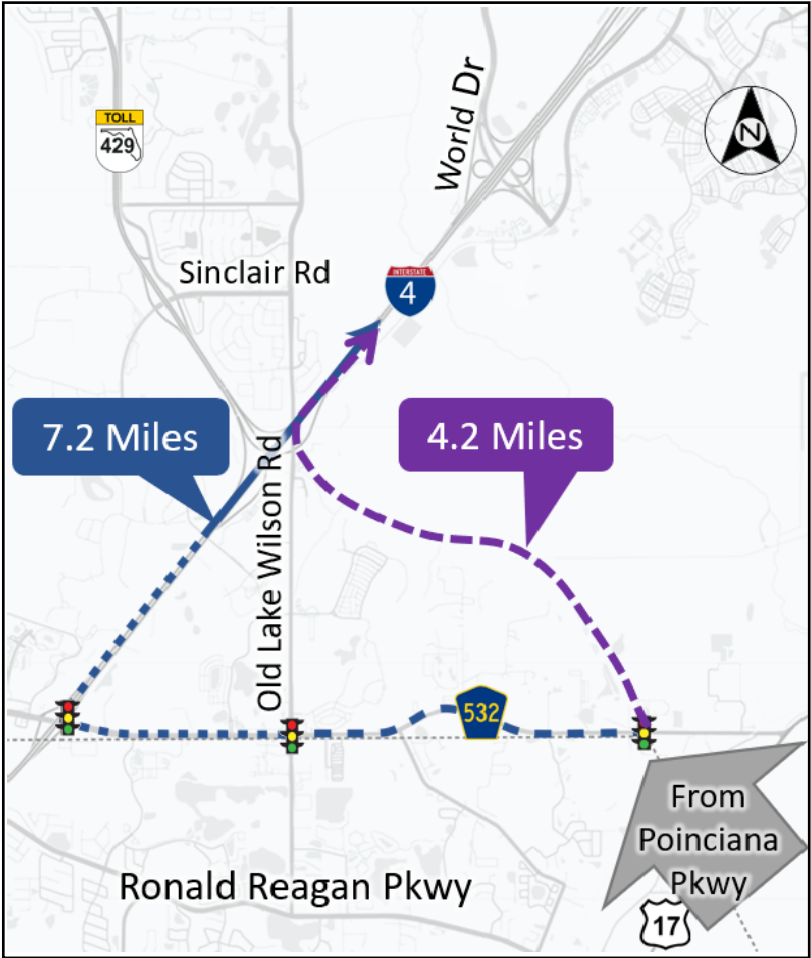 World Dr
TOLL
429
N
Sinclair Rd
INTERSTATE
4
7.2 Miles
4.2 Miles
Old Lake Wilson Rd
532
From
Poinciana
Pkwy
Ronald Reagan Pkwy
17